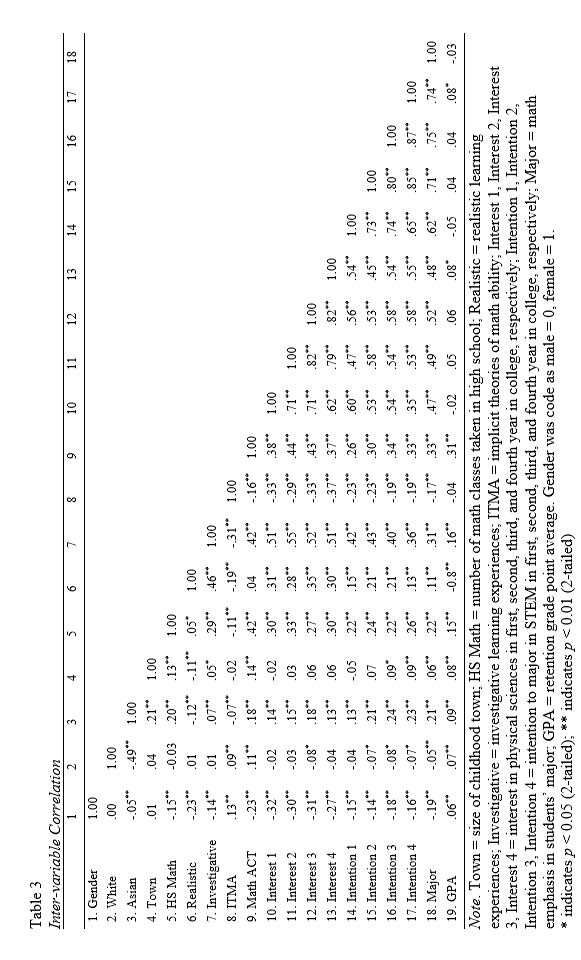 Table 3
Inter-variable Correlation
1 2 3 4 5 6 7 8 9 10 11 12 13 14 15 16 17 18
1. Gender 1.00
2. White .00 1.00
3. Asian -.05** -.49** 1.00
4. Town .01 .04 .21** 1.00
5. HS Math -.15** -0.03 .20** .13** 1.00
6. Realistic -.23** .01 -.12** -.11** .05* 1.00
7. Investigative -.14** .01 .07** .05* .29** .46** 1.00
8. ITMA .13** .09** -.07** -.02 -.11** -.19** -.31** 1.00
9. Math ACT -.23** .11** .18** .14** .42** .04 .42** -.16** 1.00
10. Interest 1 -.32** -.02 .14** -.02 .30** .31** .51** -.33** .38** 1.00
11. Interest 2 -.30** -.03 .15** .03 .33** .28** .55** -.29** .44** .71** 1.00
12. Interest 3 -.31** -.08* .18** .06 .27** .35** .52** -.33** .43** .71** .82** 1.00
13. Interest 4 -.27** -.04 .13** .06 .30** .30** .51** -.37** .37** .62** .79** .82** 1.00
14. Intention 1 -.15** -.04 .13** -.05 .22** .15** .42** -.23** .26** .60** .47** .56** .54** 1.00
15. Intention 2 -.14** -.07* .21** .07 .24** .21** .43** -.23** .30** .53** .58** .53** .45** .73** 1.00
16. Intention 3 -.18** -.08* .24** .09* .22** .21** .40** -.19** .34** .54** .54** .58** .54** .74** .80** 1.00
17. Intention 4 -.16** -.07* .23** .09** .26** .13** .36** -.19** .33** .35** .53** .58** .55** .65** .85** .87** 1.00
18. Major -.19** -.05** .21** .06** .22** .11** .31** -.17** .33** .47** .49** .52** .48** .62** .71** .75** .74** 1.00
19. GPA .06** .07** .09** .08** .15** -0.8** .16** -.04 .31** -.02 .05 .06 .08* -.05 .04 .04 .08* -.03
Note. Town = size of childhood town; HS Math = number of math classes taken in high school; Realistic = realistic learning
experiences; Investigative = investigative learning experiences; ITMA = implicit theories of math ability; Interest 1, Interest 2, Interest
3, Interest 4 = interest in physical sciences in first, second, third, and fourth year in college, respectively; Intention 1, Intention 2,
Intention 3, Intention 4 = intention to major in STEM in first, second, third, and fourth year in college, respectively; Major = math
emphasis in students' major; GPA = retention grade point average. Gender was code as male = 0, female = 1.
* indicates p < 0.05 (2-tailed); ** indicates p < 0.01 (2-tailed)